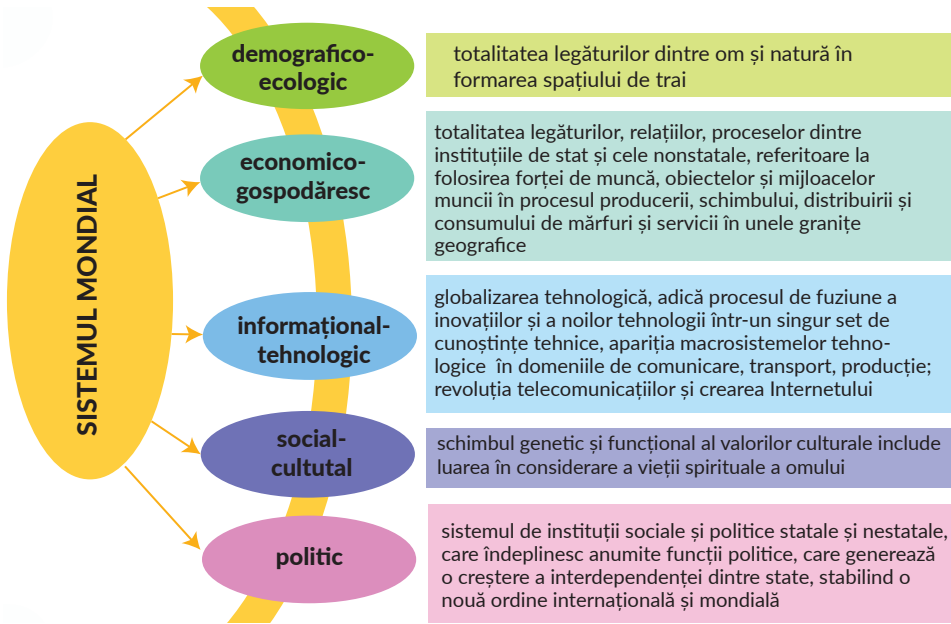 SISTEMUL MONDIAL
demografico-
ecologic
totalitatea legăturilor dintre om și natură în
formarea spațiului de trai
economico-
gospodăresc
totalitatea legăturilor, relațiilor, proceselor dintre
instituțiile de stat și cele nonstatale, referitoare la
folosirea forței de muncă, obiectelor și mijloacelor
muncii în procesul producerii, schimbului, distribuirii și
consumului de mărfuri și servicii în unele granițe
geografice
informațional-
tehnologic
globalizarea tehnologică, adică procesul de fuziune a
inovațiilor și a noilor tehnologii într-un singur set de
cunoștințe tehnice, apariția macrosistemelor tehno-
logice în domeniile de comunicare, transport, producție;
revoluția telecomunicațiilor și crearea Internetului
social-
cultutal
schimbul genetic și funcțional al valorilor culturale include
luarea în considerare a vieții spirituale a omului
politic
sistemul de instituții sociale și politice statale și nestatale,
care îndeplinesc anumite funcții politice, care generează
o creștere a interdependenței dintre state, stabilind o
nouă ordine internațională și mondială